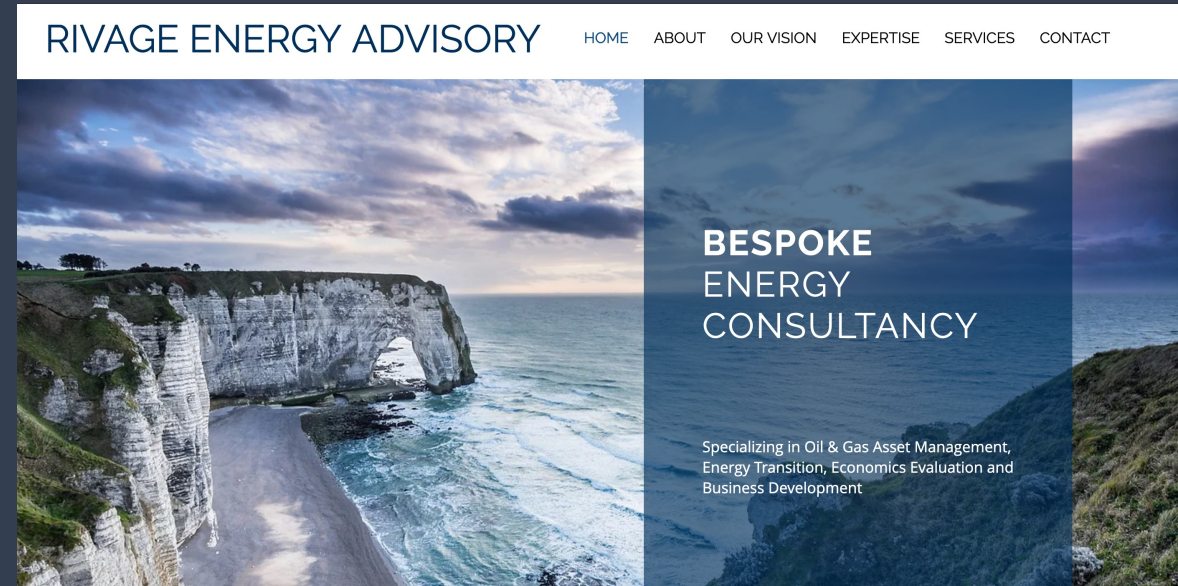 RIVAGE ENERGY ADVISORY
HOME ABOUT OUR VISION EXPERTISE SERVICES CONTACT
BESPOKE
ENERGY
CONSULTANCY
Specializing in Oil & Gas Asset Management,
Energy Transition, Economics Evaluation and
Business Development